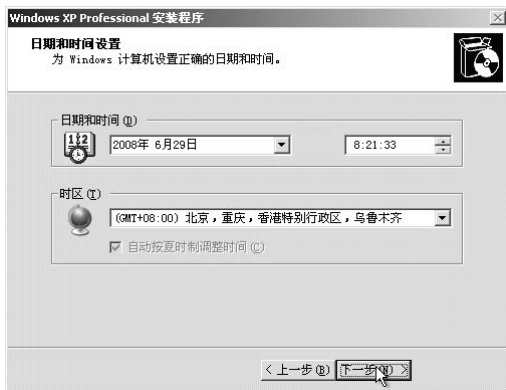 Windows XP Professional 安装程序
日期和时间设置
为 Windows 计算机设置正确的日期和时间。
日期和时间(D)
2008年 6月29日
8:21:33
时区(T)
(GMT+08:00) 北京，重庆，香港特别行政区，乌鲁木齐
自动按夏时制调整时间(C)
< 上一步(B) 下一步(N) >